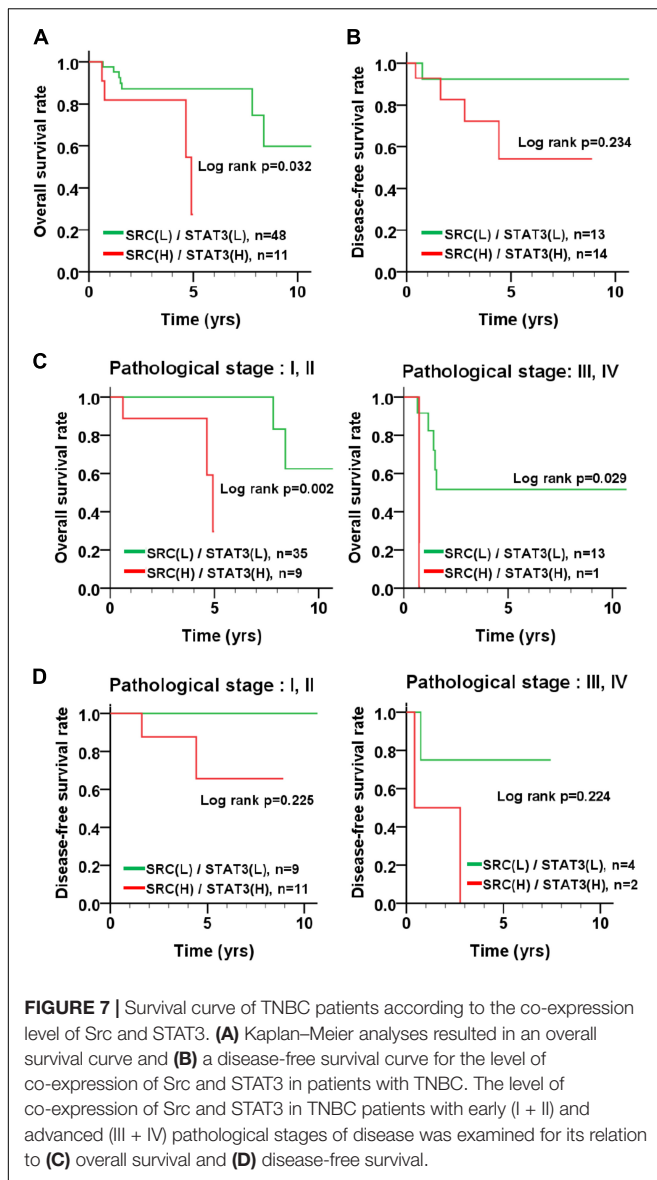 A
Overall survival rate
1.0
0.8
0.6
0.4
0.2
0.0
Log rank p=0.032
SRC(L) / STAT3(L), n=48
SRC(H) / STAT3(H), n=11
0 5 10
Time (yrs)
B
Disease-free survival rate
1.0
0.8
0.6
0.4
0.2
0.0
Log rank p=0.234
SRC(L) / STAT3(L), n=13
SRC(H) / STAT3(H), n=14
0 5 10
Time (yrs)
C
Pathological stage : I, II
Overall survival rate
1.0
0.8
0.6
0.4
0.2
0.0
Log rank p=0.002
SRC(L) / STAT3(L), n=35
SRC(H) / STAT3(H), n=9
0 5 10
Time (yrs)
Pathological stage: III, IV
Overall survival rate
1.0
0.8
0.6
0.4
0.2
0.0
Log rank p=0.029
SRC(L) / STAT3(L), n=13
SRC(H) / STAT3(H), n=1
0 5 10
Time (yrs)
D
Pathological stage : I, II
Disease-free survival rate
1.0
0.8
0.6
0.4
0.2
0.0
Log rank p=0.225
SRC(L) / STAT3(L), n=9
SRC(H) / STAT3(H), n=11
0 5 10
Time (yrs)
Pathological stage : III, IV
Disease-free survival rate
1.0
0.8
0.6
0.4
0.2
0.0
Log rank p=0.224
SRC(L) / STAT3(L), n=4
SRC(H) / STAT3(H), n=2
0 5 10
Time (yrs)
FIGURE 7 | Survival curve of TNBC patients according to the co-expression
level of Src and STAT3. (A) Kaplan–Meier analyses resulted in an overall
survival curve and (B) a disease-free survival curve for the level of
co-expression of Src and STAT3 in patients with TNBC. The level of
co-expression of Src and STAT3 in TNBC patients with early (I + II) and
advanced (III + IV) pathological stages of disease was examined for its relation
to (C) overall survival and (D) disease-free survival.